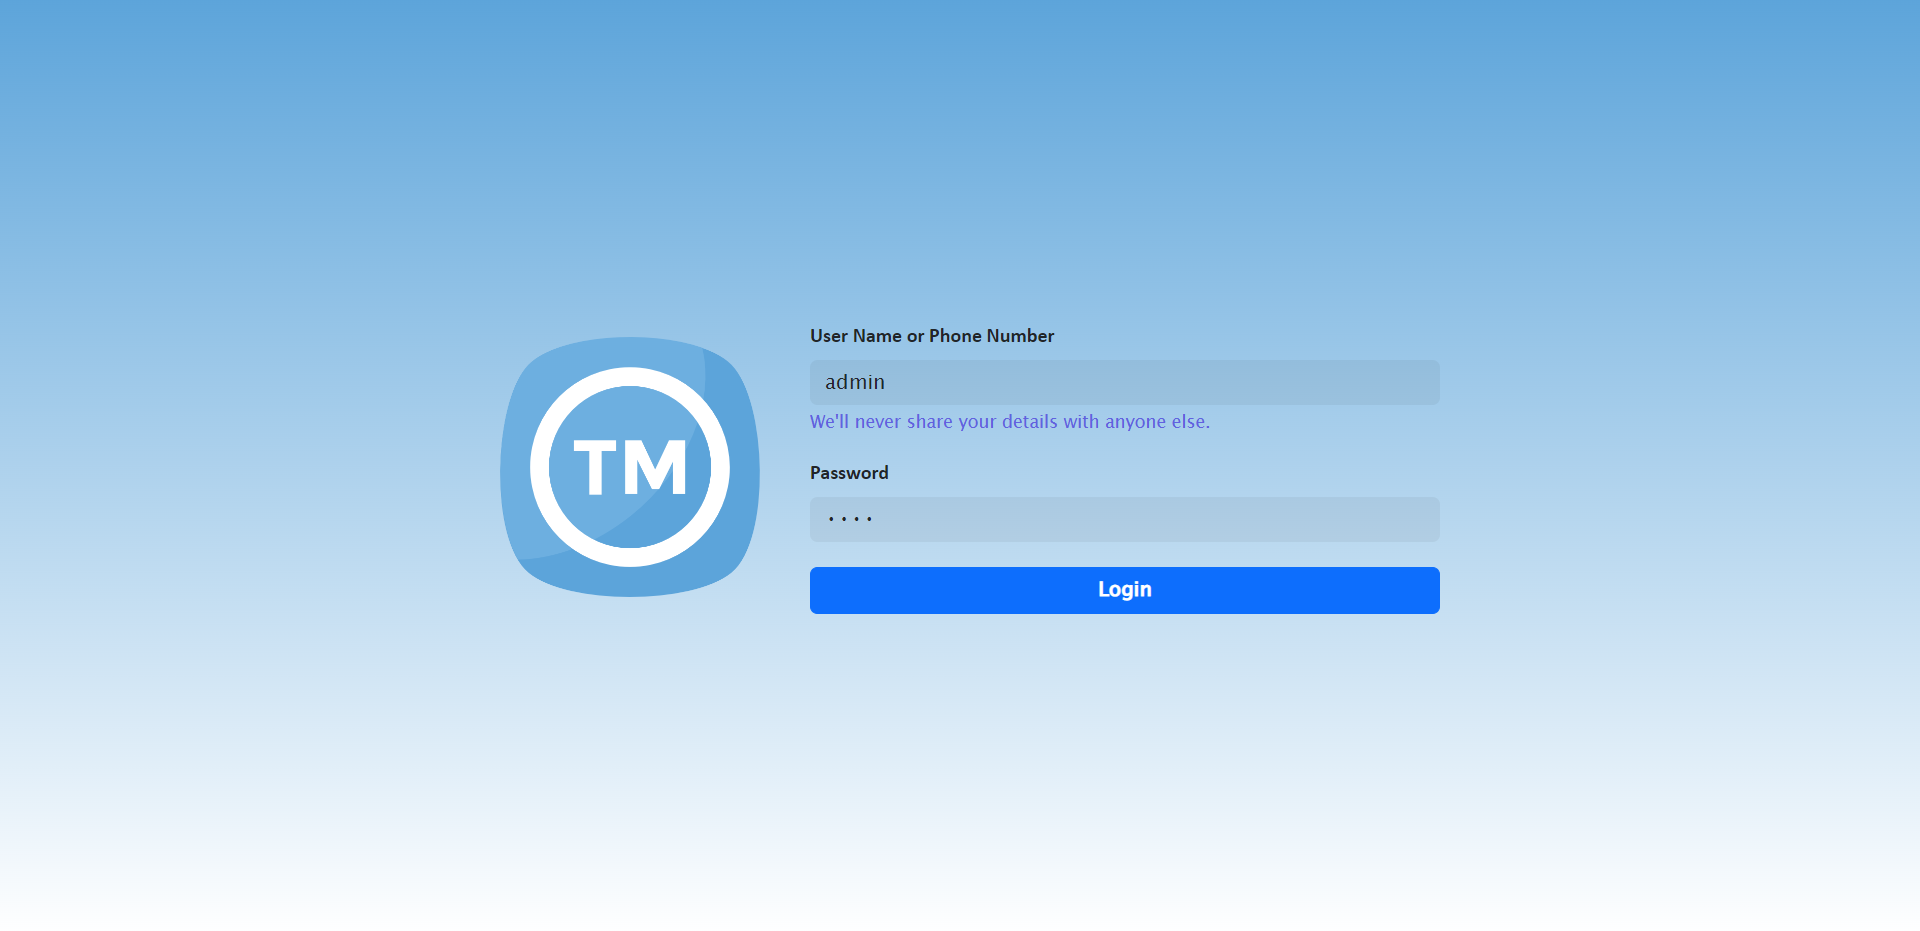 TM
User Name or Phone Number
admin
We'll never share your details with anyone else.
Password
....
Login